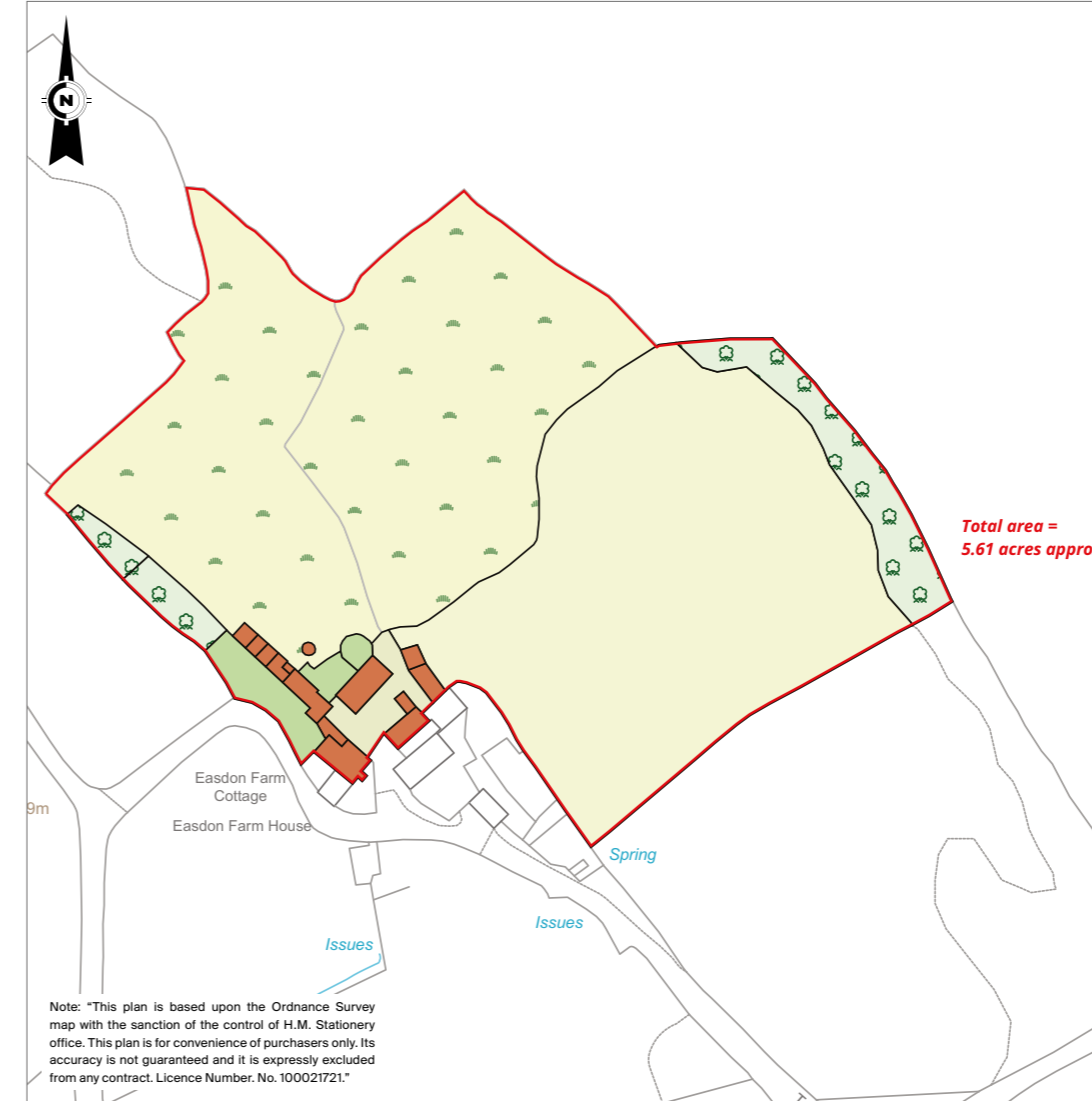 N
Total area =
5.61 acres appro
Easdon Farm
Cottage
9m
Easdon Farm House
Spring
Issues
Issues
Note: “This plan is based upon the Ordnance Survey
map with the sanction of the control of H.M. Stationery
office. This plan is for convenience of purchasers only. Its
accuracy is not guaranteed and it is expressly excluded
from any contract. Licence Number. No. 100021721.”